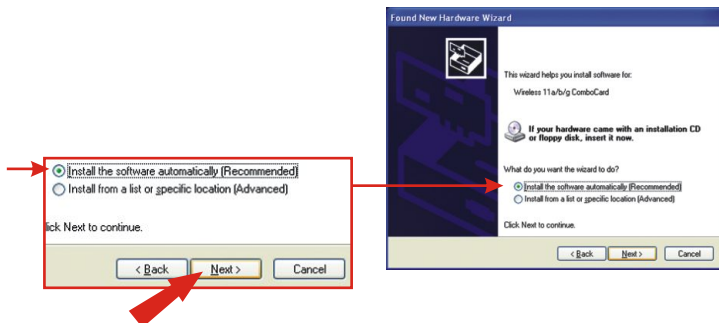 Found New Hardware Wizard
This wizard helps you install software for:
Wireless 11a/b/g ComboCard
If your hardware came with an installation CD
or floppy disk, insert it now.
What do you want the wizard to do?
Install the software automatically (Recommended)
Install from a list or specific location (Advanced)
Click Next to continue.
< Back
Next >
Cancel
Install the software automatically (Recommended)
Install from a list or specific location (Advanced)
lick Next to continue.
< Back
Next >
Cancel